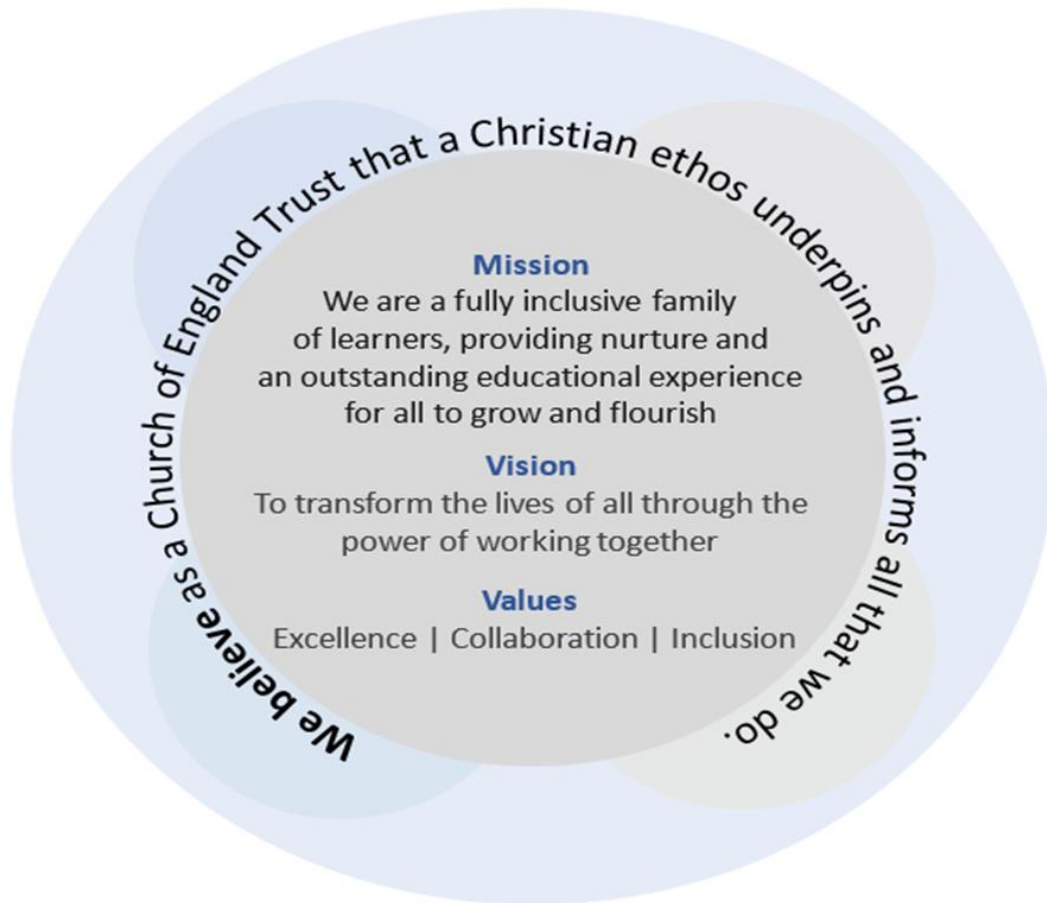 We believe as a Church of England Trust that a Christian ethos underpins and informs all that we do.
Mission
We are a fully inclusive family
of learners, providing nurture and
an outstanding educational experience
for all to grow and flourish
Vision
To transform the lives of all through the
power of working together
Values
Excellence | Collaboration | Inclusion